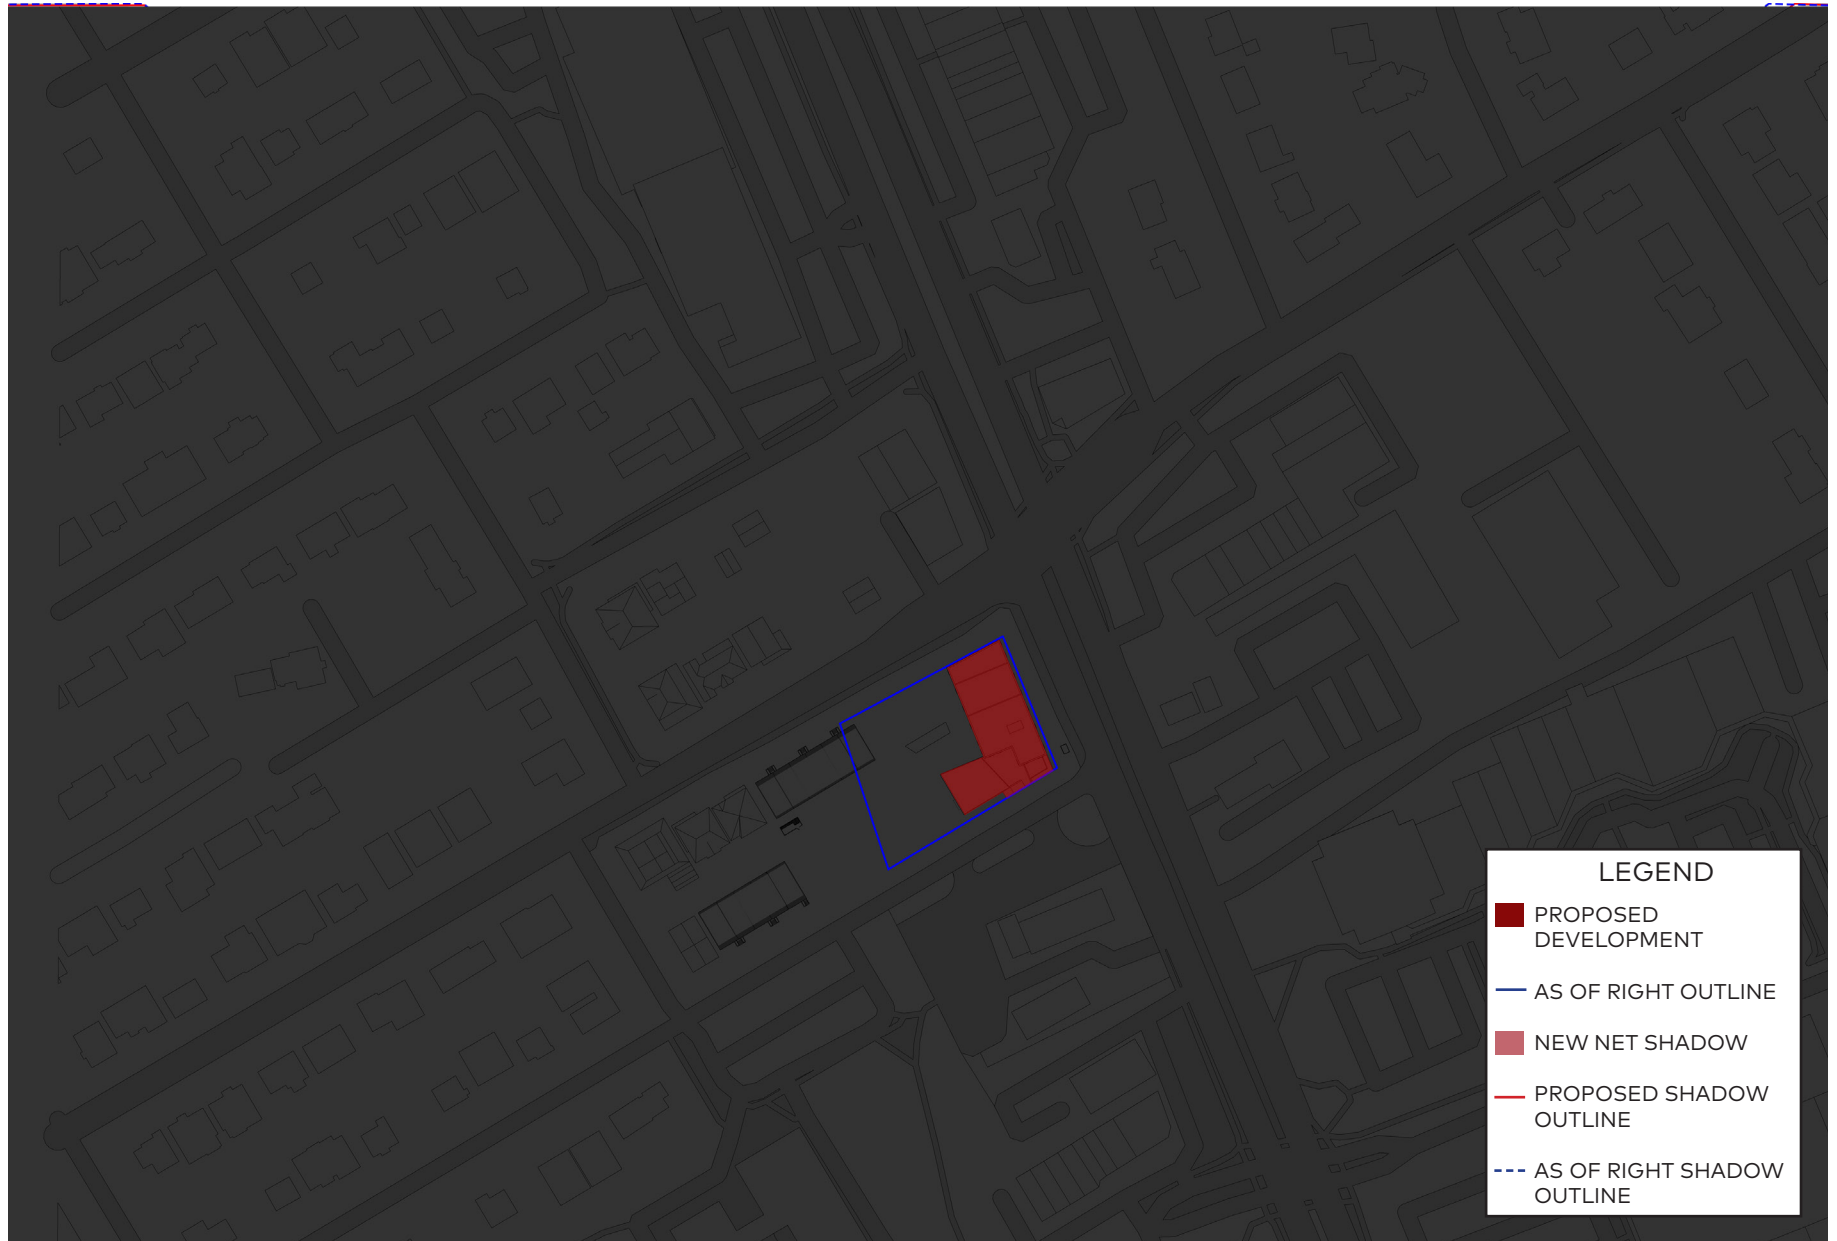 LEGEND
PROPOSED
DEVELOPMENT
AS OF RIGHT OUTLINE
NEW NET SHADOW
PROPOSED SHADOW
OUTLINE
AS OF RIGHT SHADOW
OUTLINE